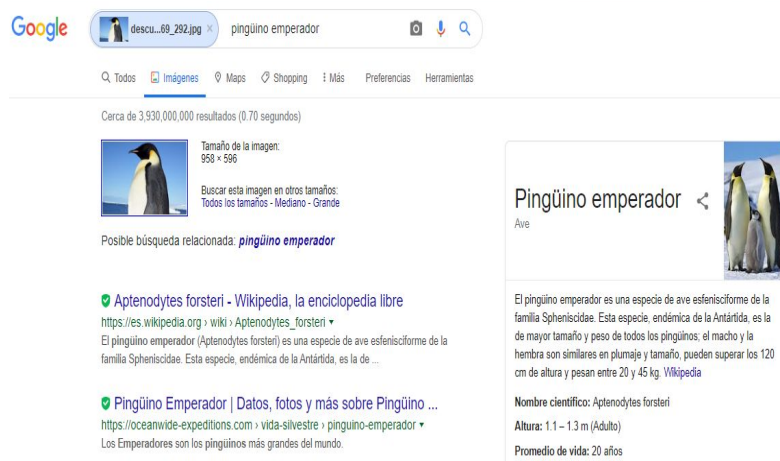 Google
descu...69_292.jpg ×
pingüino emperador
Todos Imágenes Maps Shopping Más Preferencias Herramientas
Cerca de 3,930,000,000 resultados (0.70 segundos)
Tamaño de la imagen:
958 × 596
Buscar esta imagen en otros tamaños:
Todos los tamaños - Mediano - Grande
Posible búsqueda relacionada: pingüino emperador
Aptenodytes forsteri - Wikipedia, la enciclopedia libre
https://es.wikipedia.org › wiki › Aptenodytes_forsteri ▾
El pingüino emperador (Aptenodytes forsteri) es una especie de ave esfenisciforme de la
familia Spheniscidae. Esta especie, endémica de la Antártida, es la de ...
Pingüino Emperador | Datos, fotos y más sobre Pingüino ...
https://oceanwide-expeditions.com › vida-silvestre › pinguino-emperador ▾
Los Emperadores son los pingüinos más grandes del mundo.
Pingüino emperador
Ave
El pingüino emperador es una especie de ave esfenisciforme de la
familia Spheniscidae. Esta especie, endémica de la Antártida, es la
de mayor tamaño y peso de todos los pingüinos; el macho y la
hembra son similares en plumaje y tamaño, pueden superar los 120
cm de altura y pesan entre 20 y 45 kg. Wikipedia
Nombre científico: Aptenodytes forsteri
Altura: 1.1 – 1.3 m (Adulto)
Promedio de vida: 20 años